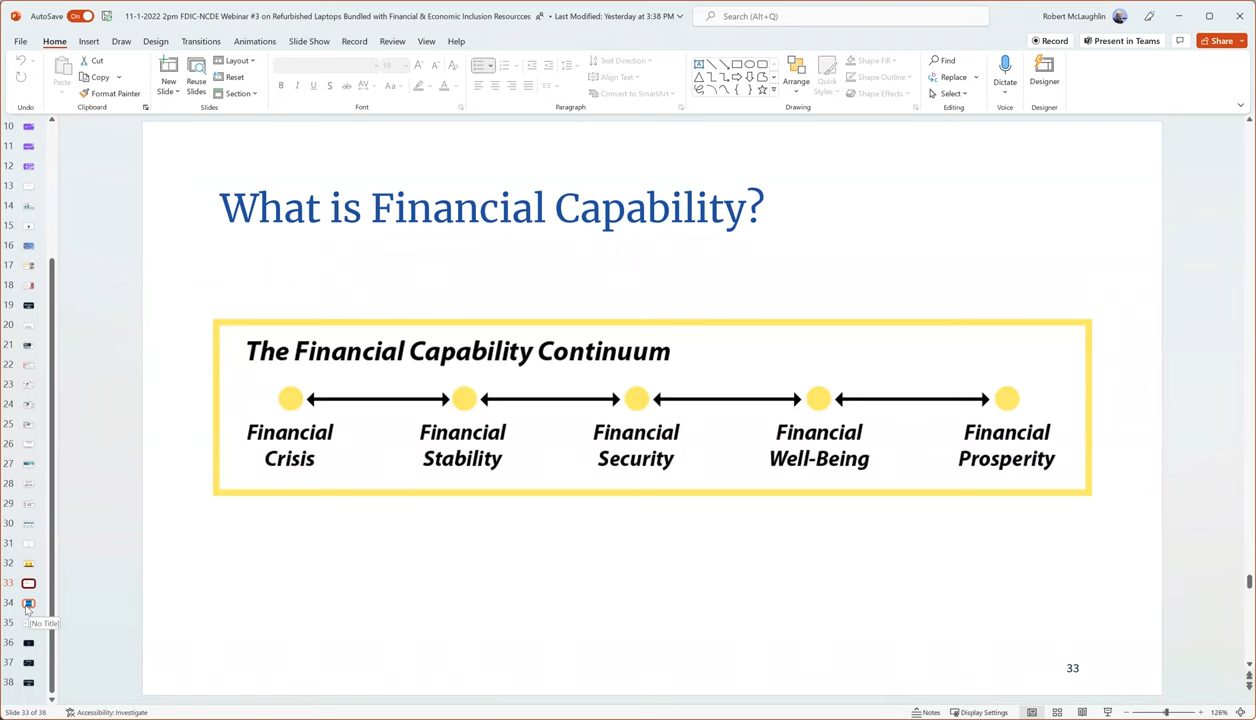 AutoSave On 11-1-2022 2pm FDIC-NCDE Webinar #3 on Refurbished Laptops Bundled with Financial & Economic Inclusion Resourcces • Last Modified: Yesterday at 3:38 PM Search (Alt+Q) Robert McLaughlin
File Home Insert Draw Design Transitions Animations Slide Show Record Review View Help Record Present in Teams Share
Undo
Paste Cut Copy Format Painter
Clipboard
New Slide Reuse Slides Layout Reset Section
Slides
18
B I U S ab AV Aa A
Font
Text Direction
Align Text
Convert to SmartArt
Paragraph
Arrange Quick Styles Shape Fill Shape Outline Shape Effects
Drawing
Find
Replace
Select
Editing
Dictate
Voice
Designer
Designer
10
11
12
13
14
15
16
17
18
19
20
21
22
23
24
25
26
27
28
29
30
31
32
33
34
35 [No Title]
36
37
38
What is Financial Capability?
The Financial Capability Continuum
Financial Crisis
Financial Stability
Financial Security
Financial Well-Being
Financial Prosperity
33
Slide 33 of 38 Accessibility: Investigate Notes Display Settings 126%